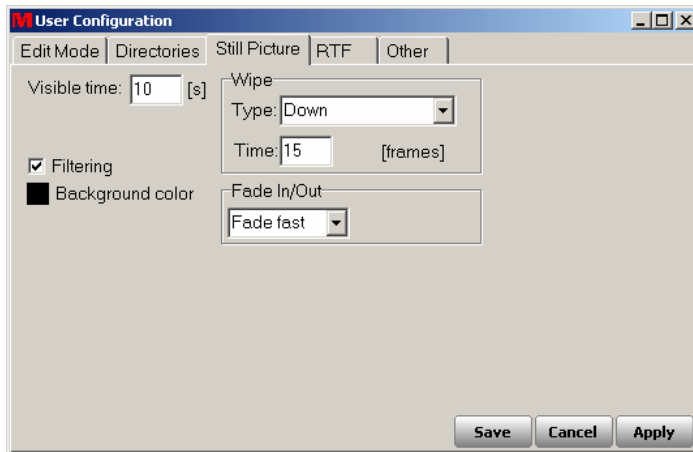 M User Configuration
Edit Mode Directories Still Picture RTF Other
Visible time: 10 [s]
Wipe
Type: Down
Time: 15 [frames]
Filtering
Background color
Fade In/Out
Fade fast
Save Cancel Apply